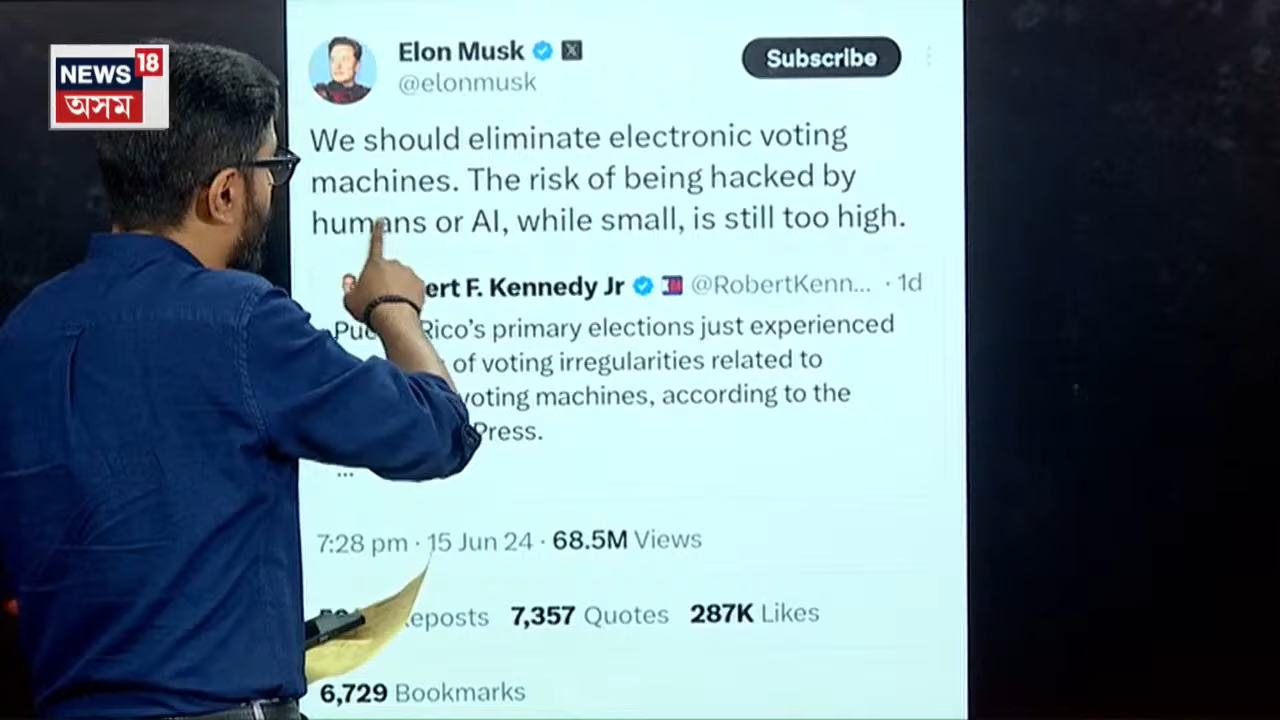 NEWS 18
অসম
Elon Musk
@elonmusk
Subscribe
We should eliminate electronic voting
machines. The risk of being hacked by
humans or AI, while small, is still too high.
ert F. Kennedy Jr @RobertKenn... · 1d
Rico's primary elections just experienced
of voting irregularities related to
voting machines, according to the
Press.
...
7:28 pm · 15 Jun 24 · 68.5M Views
eposts 7,357 Quotes 287K Likes
6,729 Bookmarks